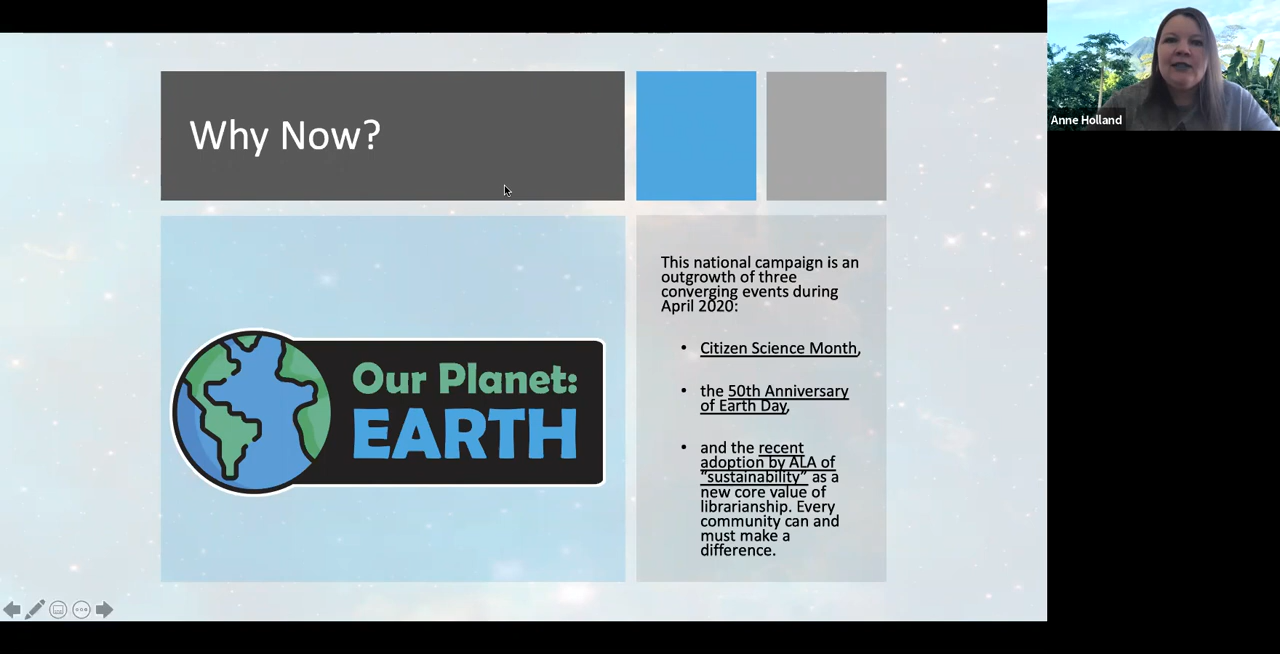 Why Now?
Anne Holland
Our Planet:
EARTH
This national campaign is an
outgrowth of three
converging events during
April 2020:
• Citizen Science Month,
• the 50th Anniversary
of Earth Day,
• and the recent
adoption by ALA of
“sustainability” as a
new core value of
librarianship. Every
community can and
must make a
difference.